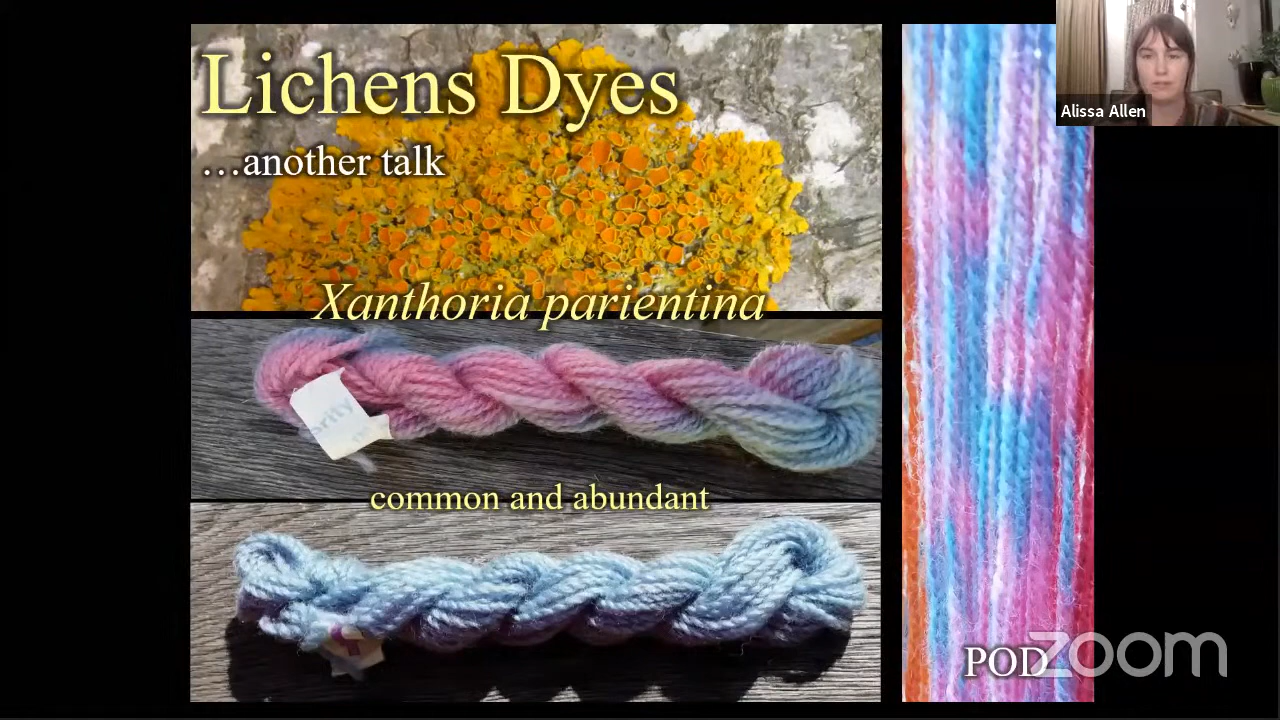 Lichens Dyes
...another talk
Xanthoria parientina
common and abundant
POD
zoom
Alissa Allen